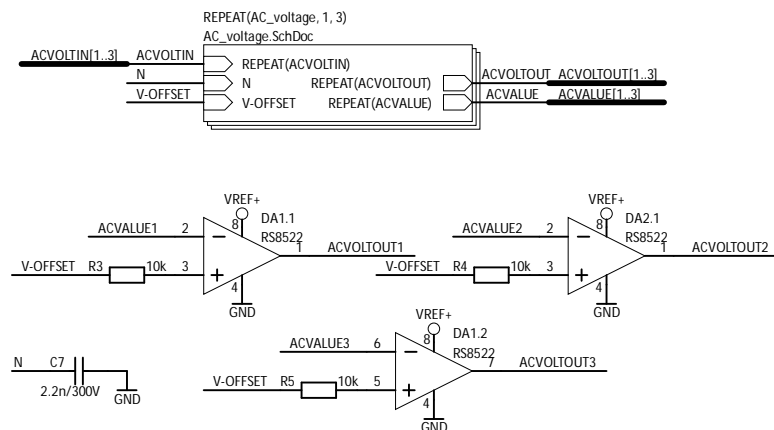 REPEAT(AC_voltage, 1, 3)
AC_voltage.SchDoc
ACVOLTIN[1..3] ACVOLTIN REPEAT(ACVOLTIN)
N N REPEAT(ACVOLTOUT) ACVOLTOUT ACVOLTOUT[1..3]
V-OFFSET V-OFFSET REPEAT(ACVALUE) ACVALUE ACVALUE[1..3]
VREF+
8 DA1.1
ACVALUE1 2 RS8522
1 ACVOLTOUT1
V-OFFSET R3 10k 3
4
GND
VREF+
8 DA2.1
ACVALUE2 2 RS8522
1 ACVOLTOUT2
V-OFFSET R4 10k 3
4
GND
VREF+
8 DA1.2
ACVALUE3 6 RS8522
7 ACVOLTOUT3
V-OFFSET R5 10k 5
4
GND
N C7
2.2n/300V
GND